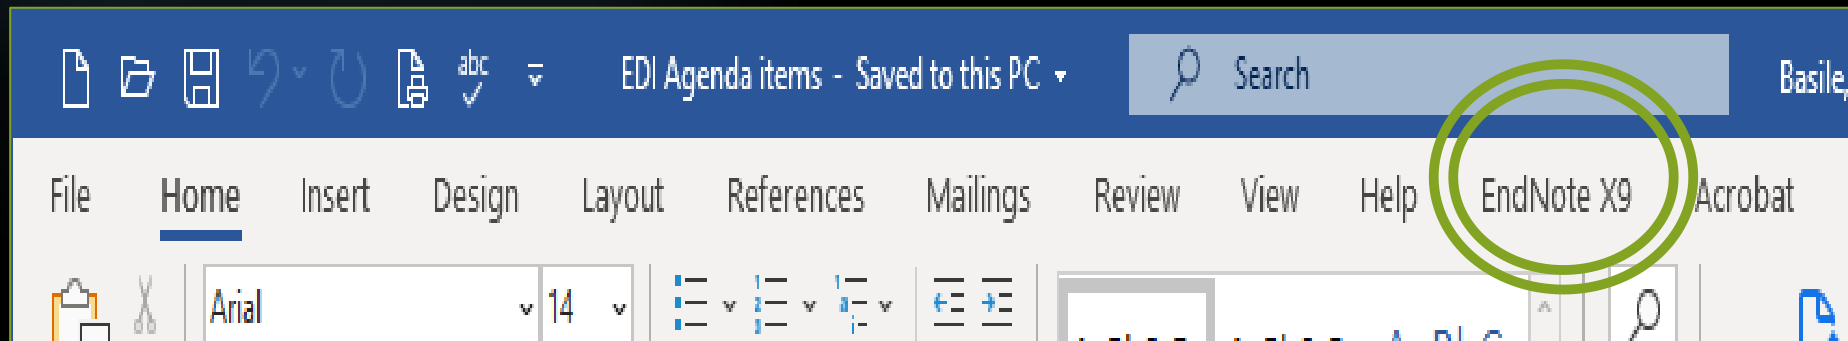 abc
EDI Agenda items - Saved to this PC
Search
Basile,
File Home Insert Design Layout References Mailings Review View Help EndNote X9 Acrobat
Arial 14